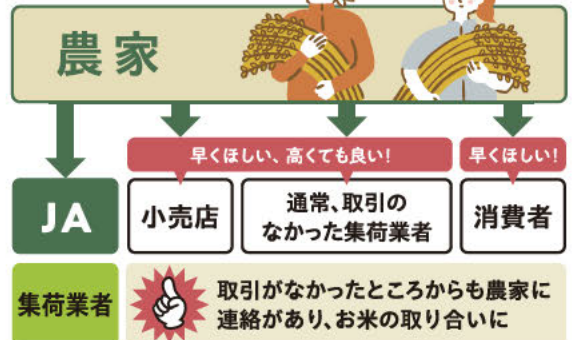 農家
早くほしい、高くても良い!
早くほしい!
JA
小売店
通常、取引の
なかった集荷業者
消費者
集荷業者
取引がなかったところからも農家に
連絡があり、お米の取り合いに